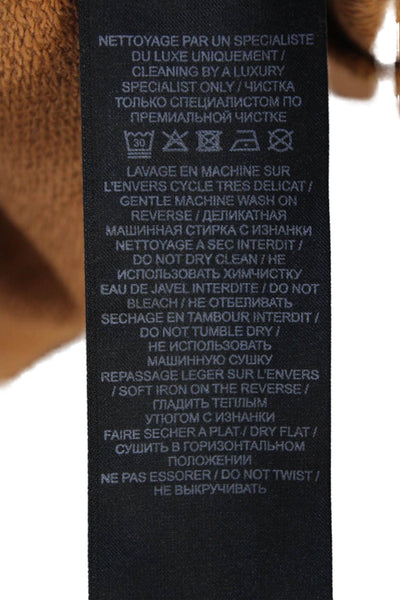 NETTOYAGE PAR UN SPECIALISTE
DU LUXE UNIQUEMENT /
CLEANING BY A LUXURY
SPECIALIST ONLY / ЧИСТКА
ТОЛЬКО СПЕЦИАЛИСТОМ ПО
ПРЕМИАЛЬНОЙ ЧИСТКЕ
30
LAVAGE EN MACHINE SUR
L'ENVERS CYCLE TRES DELICAT /
GENTLE MACHINE WASH ON
REVERSE / ДЕЛИКАТНАЯ
МАШИННАЯ СТИРКА С ИЗНАНКИ
NETTOYAGE A SEC INTERDIT /
DO NOT DRY CLEAN / НЕ
ИСПОЛЬЗОВАТЬ ХИМЧИСТКУ
EAU DE JAVEL INTERDITE / DO NOT
BLEACH / НЕ ОТБЕЛИВАТЬ
SECHAGE EN TAMBOUR INTERDIT /
DO NOT TUMBLE DRY /
НЕ ИСПОЛЬЗОВАТЬ
МАШИННУЮ СУШКУ
REPASSAGE LEGER SUR L'ENVERS
/ SOFT IRON ON THE REVERSE /
ГЛАДИТЬ ТЕПЛЫМ
УТЮГОМ С ИЗНАНКИ
FAIRE SECHER A PLAT / DRY FLAT /
СУШИТЬ В ГОРИЗОНТАЛЬНОМ
ПОЛОЖЕНИИ
NE PAS ESSORER / DO NOT TWIST /
НЕ ВЫКРУЧИВАТЬ